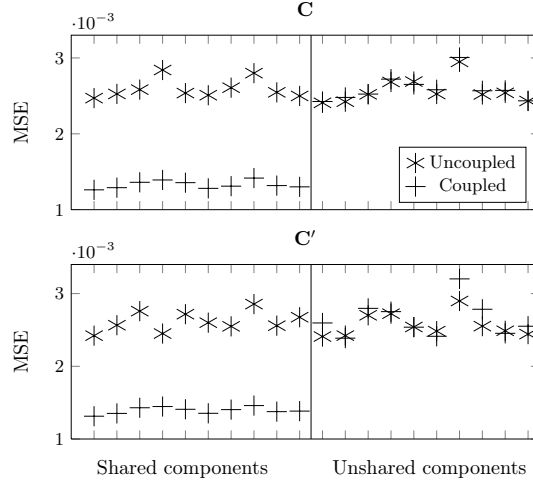 C
·10⁻³
3
2
1
MSE
Uncoupled
Coupled
C′
·10⁻³
3
2
1
MSE
Shared components Unshared components